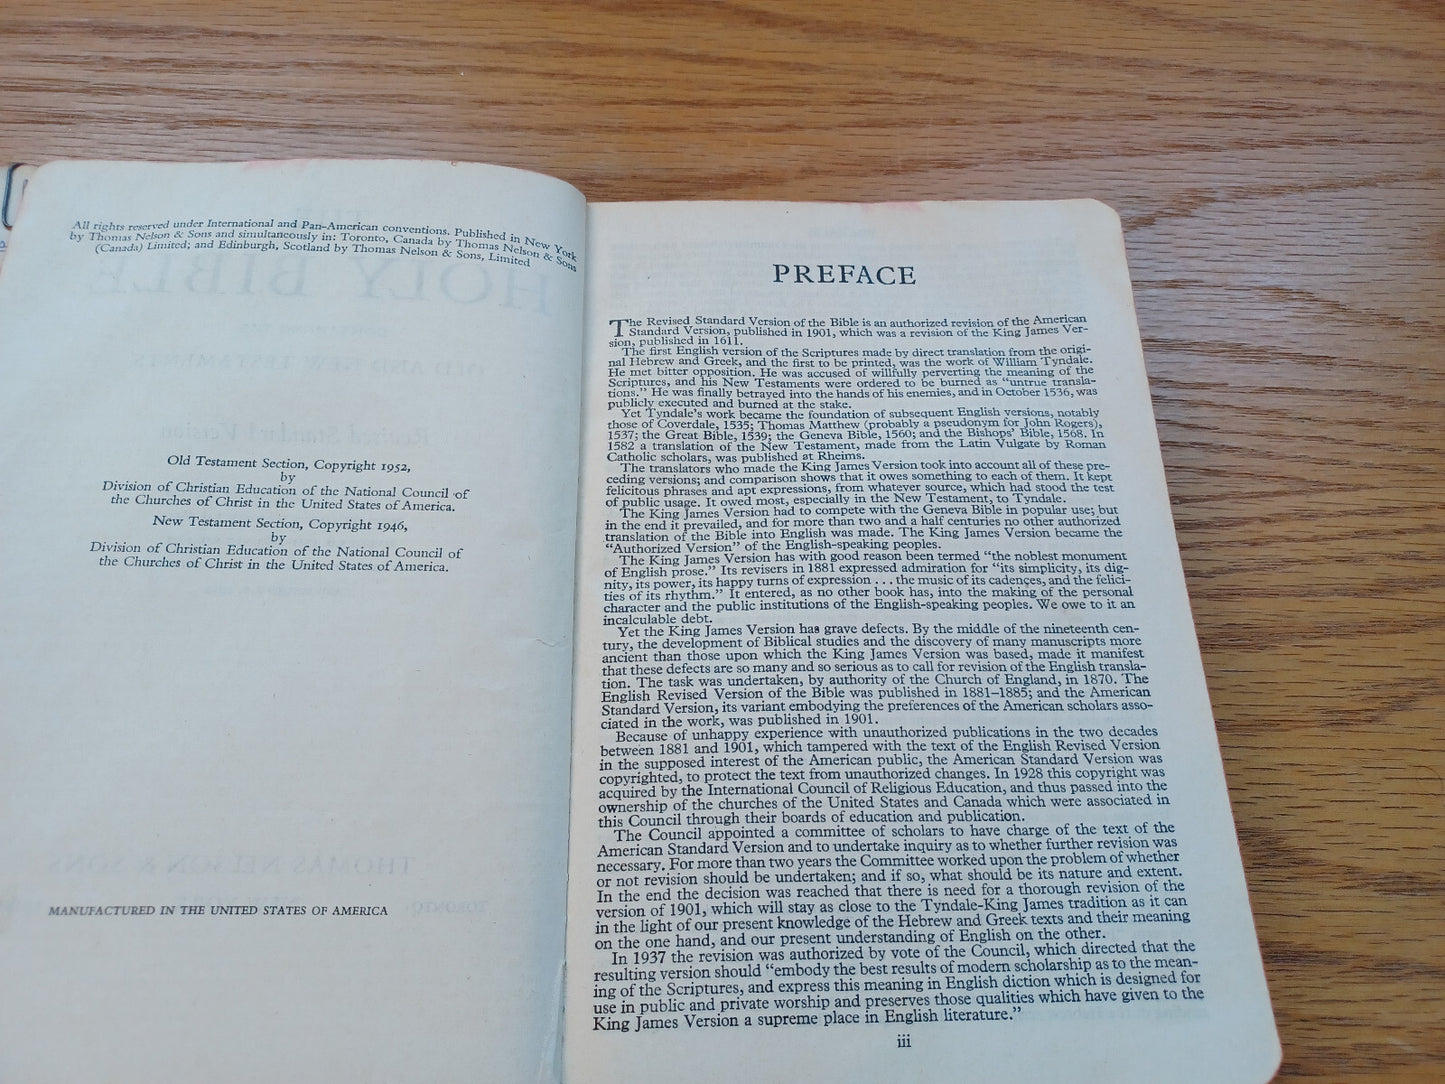 All rights reserved under International and Pan-American conventions. Published in New York
by Thomas Nelson & Sons and simultaneously in: Toronto, Canada by Thomas Nelson & Sons
(Canada) Limited; and Edinburgh, Scotland by Thomas Nelson & Sons, Limited
Old Testament Section, Copyright 1952,
by
Division of Christian Education of the National Council of
the Churches of Christ in the United States of America.
New Testament Section, Copyright 1946,
by
Division of Christian Education of the National Council of
the Churches of Christ in the United States of America.
MANUFACTURED IN THE UNITED STATES OF AMERICA
PREFACE
The Revised Standard Version of the Bible is an authorized revision of the American
Standard Version, published in 1901, which was a revision of the King James Ver-
sion, published in 1611.
The first English version of the Scriptures made by direct translation from the origi-
nal Hebrew and Greek, and the first to be printed, was the work of William Tyndale.
He met bitter opposition. He was accused of willfully perverting the meaning of the
Scriptures, and his New Testaments were ordered to be burned as “untrue transla-
tions.” He was finally betrayed into the hands of his enemies, and in October 1536, was
publicly executed and burned at the stake.
Yet Tyndale’s work became the foundation of subsequent English versions, notably
those of Coverdale, 1535; Thomas Matthew (probably a pseudonym for John Rogers),
1537; the Great Bible, 1539; the Geneva Bible, 1560; and the Bishops’ Bible, 1568. In
1582 a translation of the New Testament, made from the Latin Vulgate by Roman
Catholic scholars, was published at Rheims.
The translators who made the King James Version took into account all of these pre-
ceding versions; and comparison shows that it owes something to each of them. It kept
felicitous phrases and apt expressions, from whatever source, which had stood the test
of public usage. It owed most, especially in the New Testament, to Tyndale.
The King James Version had to compete with the Geneva Bible in popular use; but
in the end it prevailed, and for more than two and a half centuries no other authorized
translation of the Bible into English was made. The King James Version became the
“Authorized Version” of the English-speaking peoples.
The King James Version has with good reason been termed “the noblest monument
of English prose.” Its revisers in 1881 expressed admiration for “its simplicity, its dig-
nity, its power, its happy turns of expression . . . the music of its cadences, and the felici-
ties of its rhythm.” It entered, as no other book has, into the making of the personal
character and the public institutions of the English-speaking peoples. We owe to it an
incalculable debt.
Yet the King James Version has grave defects. By the middle of the nineteenth cen-
tury, the development of Biblical studies and the discovery of many manuscripts more
ancient than those upon which the King James Version was based, made it manifest
that these defects are so many and so serious as to call for revision of the English transla-
tion. The task was undertaken, by authority of the Church of England, in 1870. The
English Revised Version of the Bible was published in 1881–1885; and the American
Standard Version, its variant embodying the preferences of the American scholars asso-
ciated in the work, was published in 1901.
Because of unhappy experience with unauthorized publications in the two decades
between 1881 and 1901, which tampered with the text of the English Revised Version
in the supposed interest of the American public, the American Standard Version was
copyrighted, to protect the text from unauthorized changes. In 1928 this copyright was
acquired by the International Council of Religious Education, and thus passed into the
ownership of the churches of the United States and Canada which were associated in
this Council through their boards of education and publication.
The Council appointed a committee of scholars to have charge of the text of the
American Standard Version and to undertake inquiry as to whether further revision was
necessary. For more than two years the Committee worked upon the problem of whether
or not revision should be undertaken; and if so, what should be its nature and extent.
In the end the decision was reached that there is need for a thorough revision of the
version of 1901, which will stay as close to the Tyndale-King James tradition as it can
in the light of our present knowledge of the Hebrew and Greek texts and their meaning
on the one hand, and our present understanding of English on the other.
In 1937 the revision was authorized by vote of the Council, which directed that the
resulting version should “embody the best results of modern scholarship as to the mean-
ing of the Scriptures, and express this meaning in English diction which is designed for
use in public and private worship and preserves those qualities which have given to the
King James Version a supreme place in English literature.”
iii